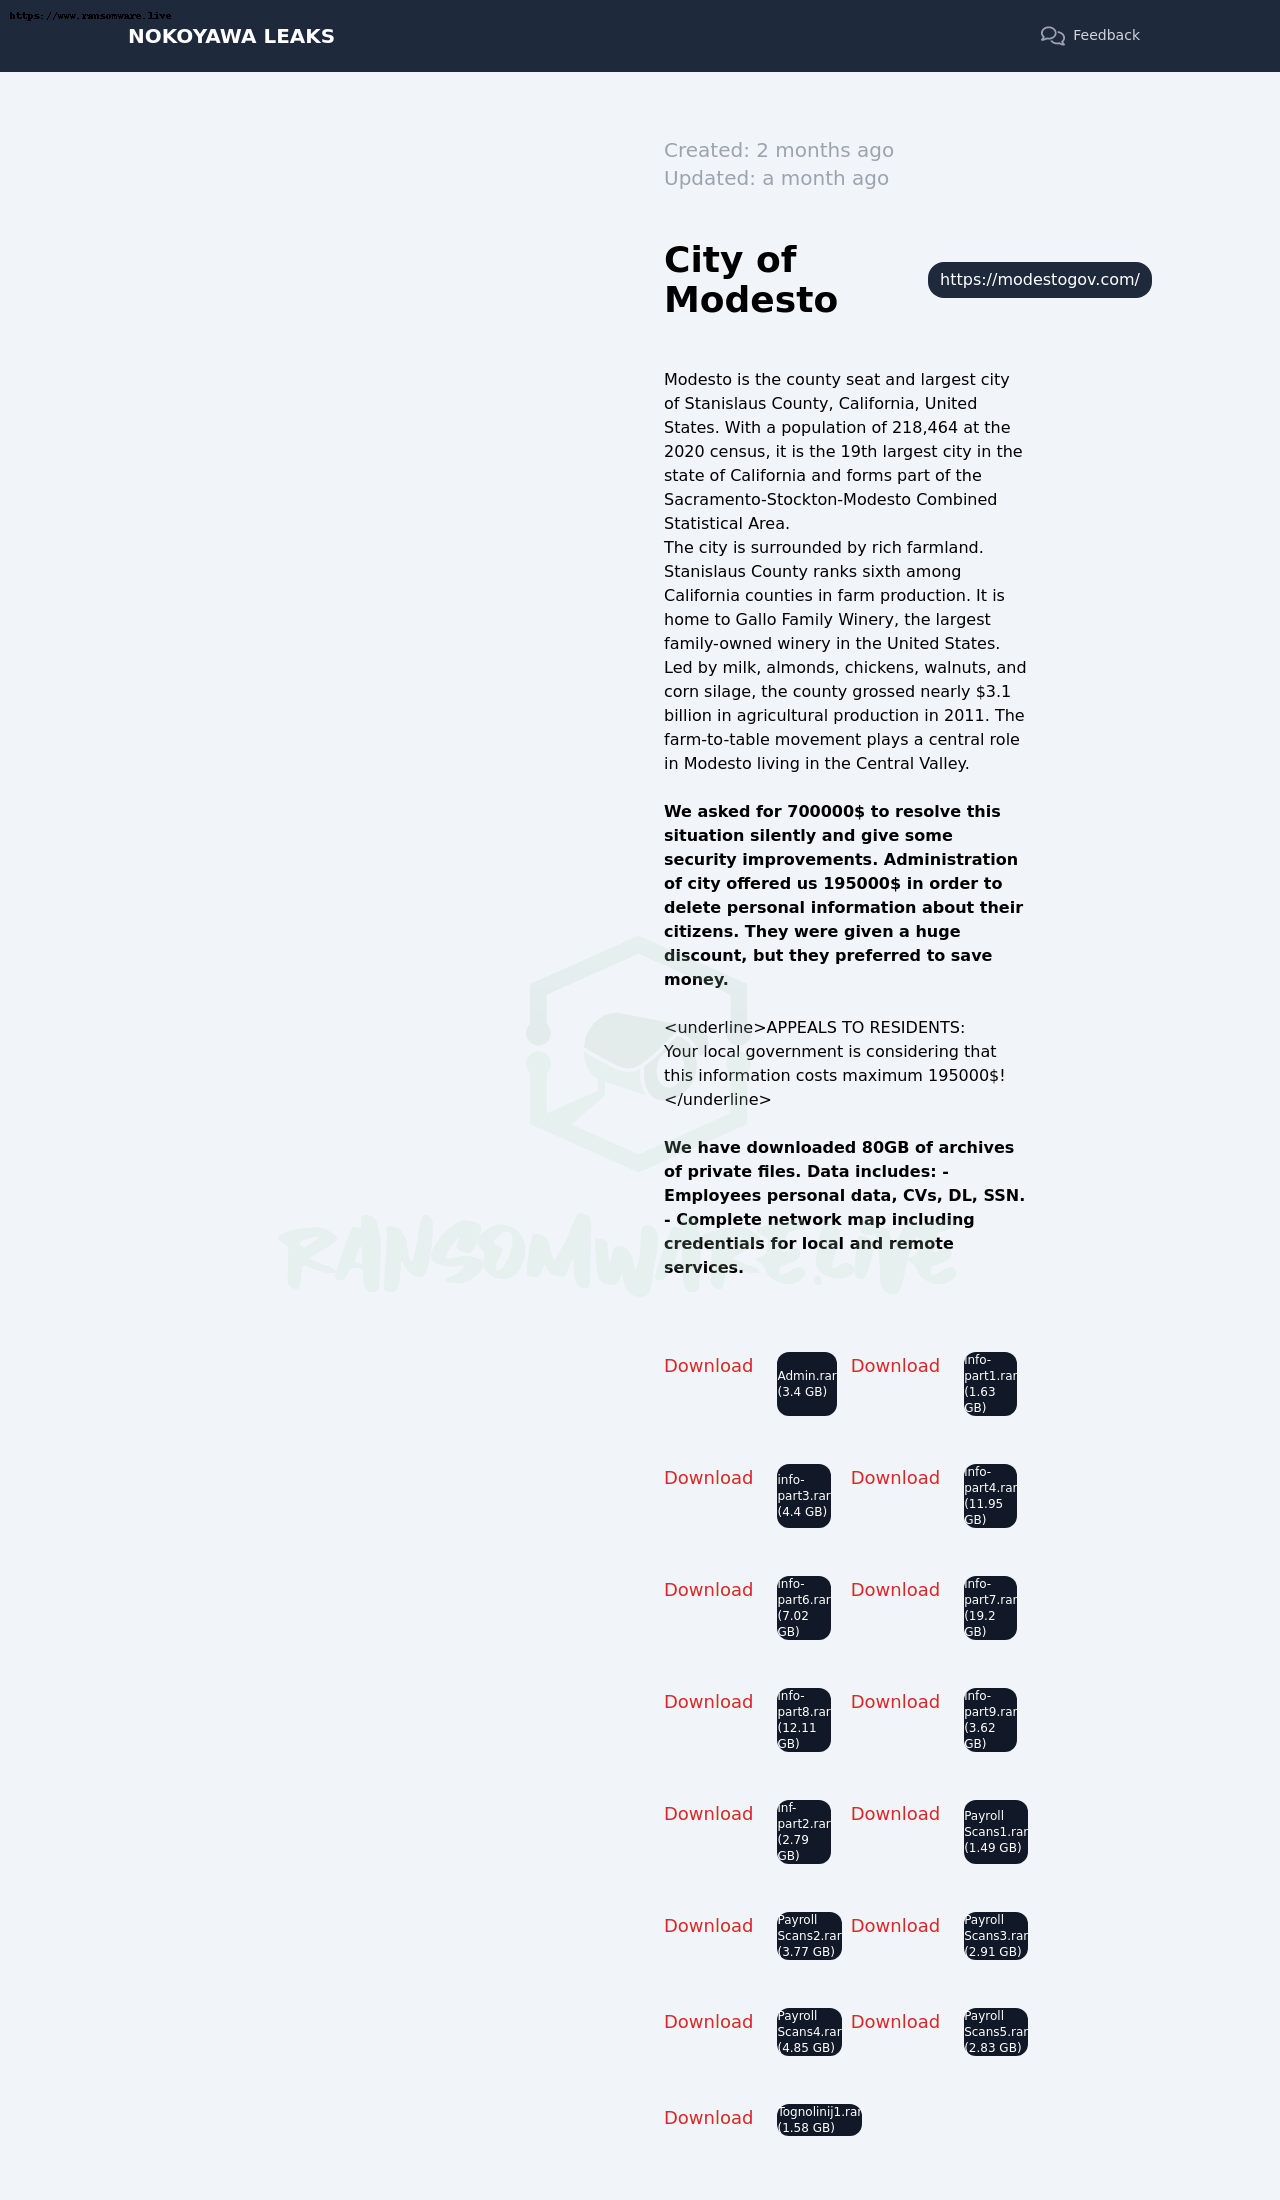 https://www.ransomware.live
NOKOYAWA LEAKS
Feedback
Created: 2 months ago
Updated: a month ago
City of
Modesto
https://modestogov.com/
Modesto is the county seat and largest city
of Stanislaus County, California, United
States. With a population of 218,464 at the
2020 census, it is the 19th largest city in the
state of California and forms part of the
Sacramento-Stockton-Modesto Combined
Statistical Area.
The city is surrounded by rich farmland.
Stanislaus County ranks sixth among
California counties in farm production. It is
home to Gallo Family Winery, the largest
family-owned winery in the United States.
Led by milk, almonds, chickens, walnuts, and
corn silage, the county grossed nearly $3.1
billion in agricultural production in 2011. The
farm-to-table movement plays a central role
in Modesto living in the Central Valley.
We asked for 700000$ to resolve this
situation silently and give some
security improvements. Administration
of city offered us 195000$ in order to
delete personal information about their
citizens. They were given a huge
discount, but they preferred to save
money.
<underline>APPEALS TO RESIDENTS:
Your local government is considering that
this information costs maximum 195000$!
</underline>
We have downloaded 80GB of archives
of private files. Data includes: -
Employees personal data, CVs, DL, SSN.
- Complete network map including
credentials for local and remote
services.
RANSOMWARE.LIVE
Download
Admin.rar
(3.4 GB)
Download
info-
part1.rar
(1.63
GB)
Download
info-
part3.rar
(4.4 GB)
Download
info-
part4.rar
(11.95
GB)
Download
info-
part6.rar
(7.02
GB)
Download
info-
part7.rar
(19.2
GB)
Download
info-
part8.rar
(12.11
GB)
Download
info-
part9.rar
(3.62
GB)
Download
inf-
part2.rar
(2.79
GB)
Download
Payroll
Scans1.rar
(1.49 GB)
Download
Payroll
Scans2.rar
(3.77 GB)
Download
Payroll
Scans3.rar
(2.91 GB)
Download
Payroll
Scans4.rar
(4.85 GB)
Download
Payroll
Scans5.rar
(2.83 GB)
Download
Tognolinij1.rar
(1.58 GB)